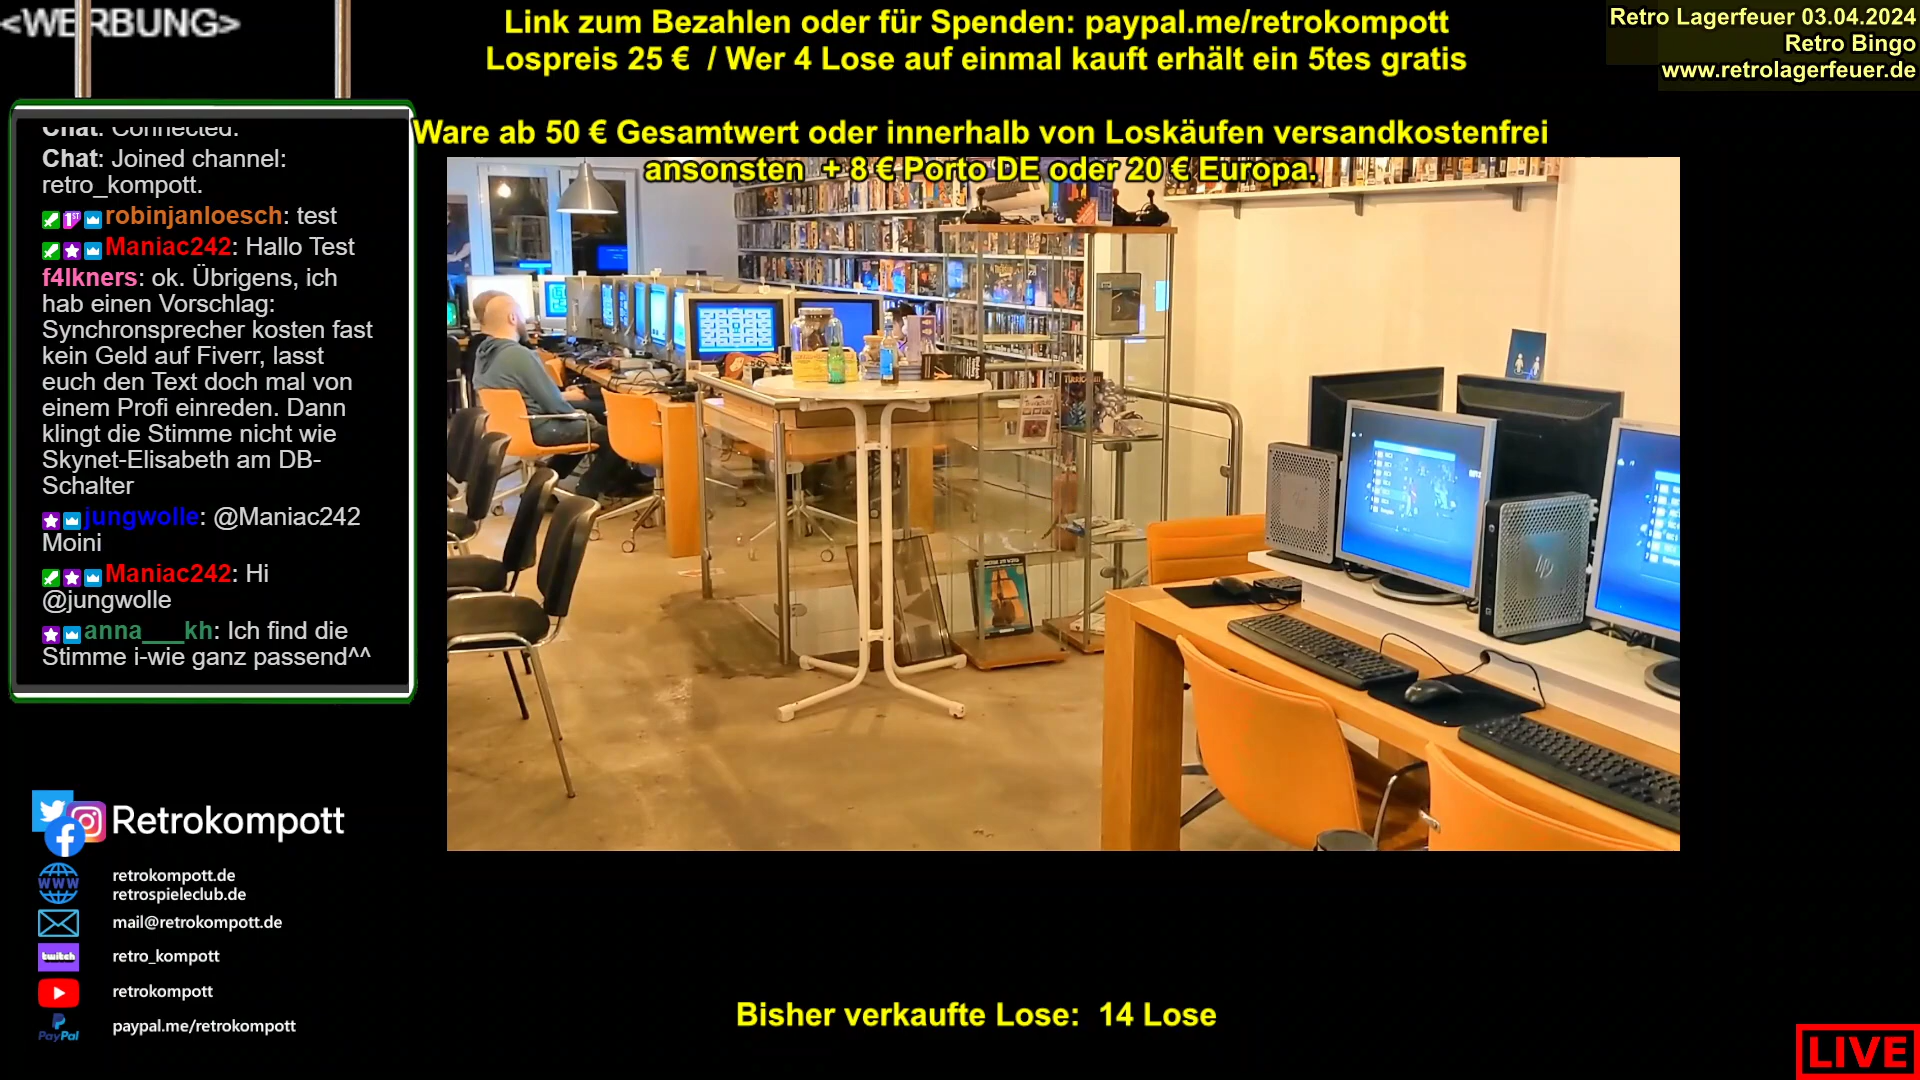 <WERBUNG>
Link zum Bezahlen oder für Spenden: paypal.me/retrokompott
Lospreis 25 € / Wer 4 Lose auf einmal kauft erhält ein 5tes gratis
Retro Lagerfeuer 03.04.2024
Retro Bingo
www.retrolagerfeuer.de
Ware ab 50 € Gesamtwert oder innerhalb von Loskäufen versandkostenfrei
ansonsten + 8 € Porto DE oder 20 € Europa.
Chat: Connected.
Chat: Joined channel:
retro_kompott.
robinjanloesch: test
Maniac242: Hallo Test
f4lkners: ok. Übrigens, ich
hab einen Vorschlag:
Synchronsprecher kosten fast
kein Geld auf Fiverr, lasst
euch den Text doch mal von
einem Profi einreden. Dann
klingt die Stimme nicht wie
Skynet-Elisabeth am DB-
Schalter
jungwolle: @Maniac242
Moini
Maniac242: Hi
@jungwolle
anna___kh: Ich find die
Stimme i-wie ganz passend^^
hp
Retrokompott
www
retrokompott.de
retrospieleclub.de
mail@retrokompott.de
twitch
retro_kompott
retrokompott
PayPal
paypal.me/retrokompott
Bisher verkaufte Lose: 14 Lose
LIVE